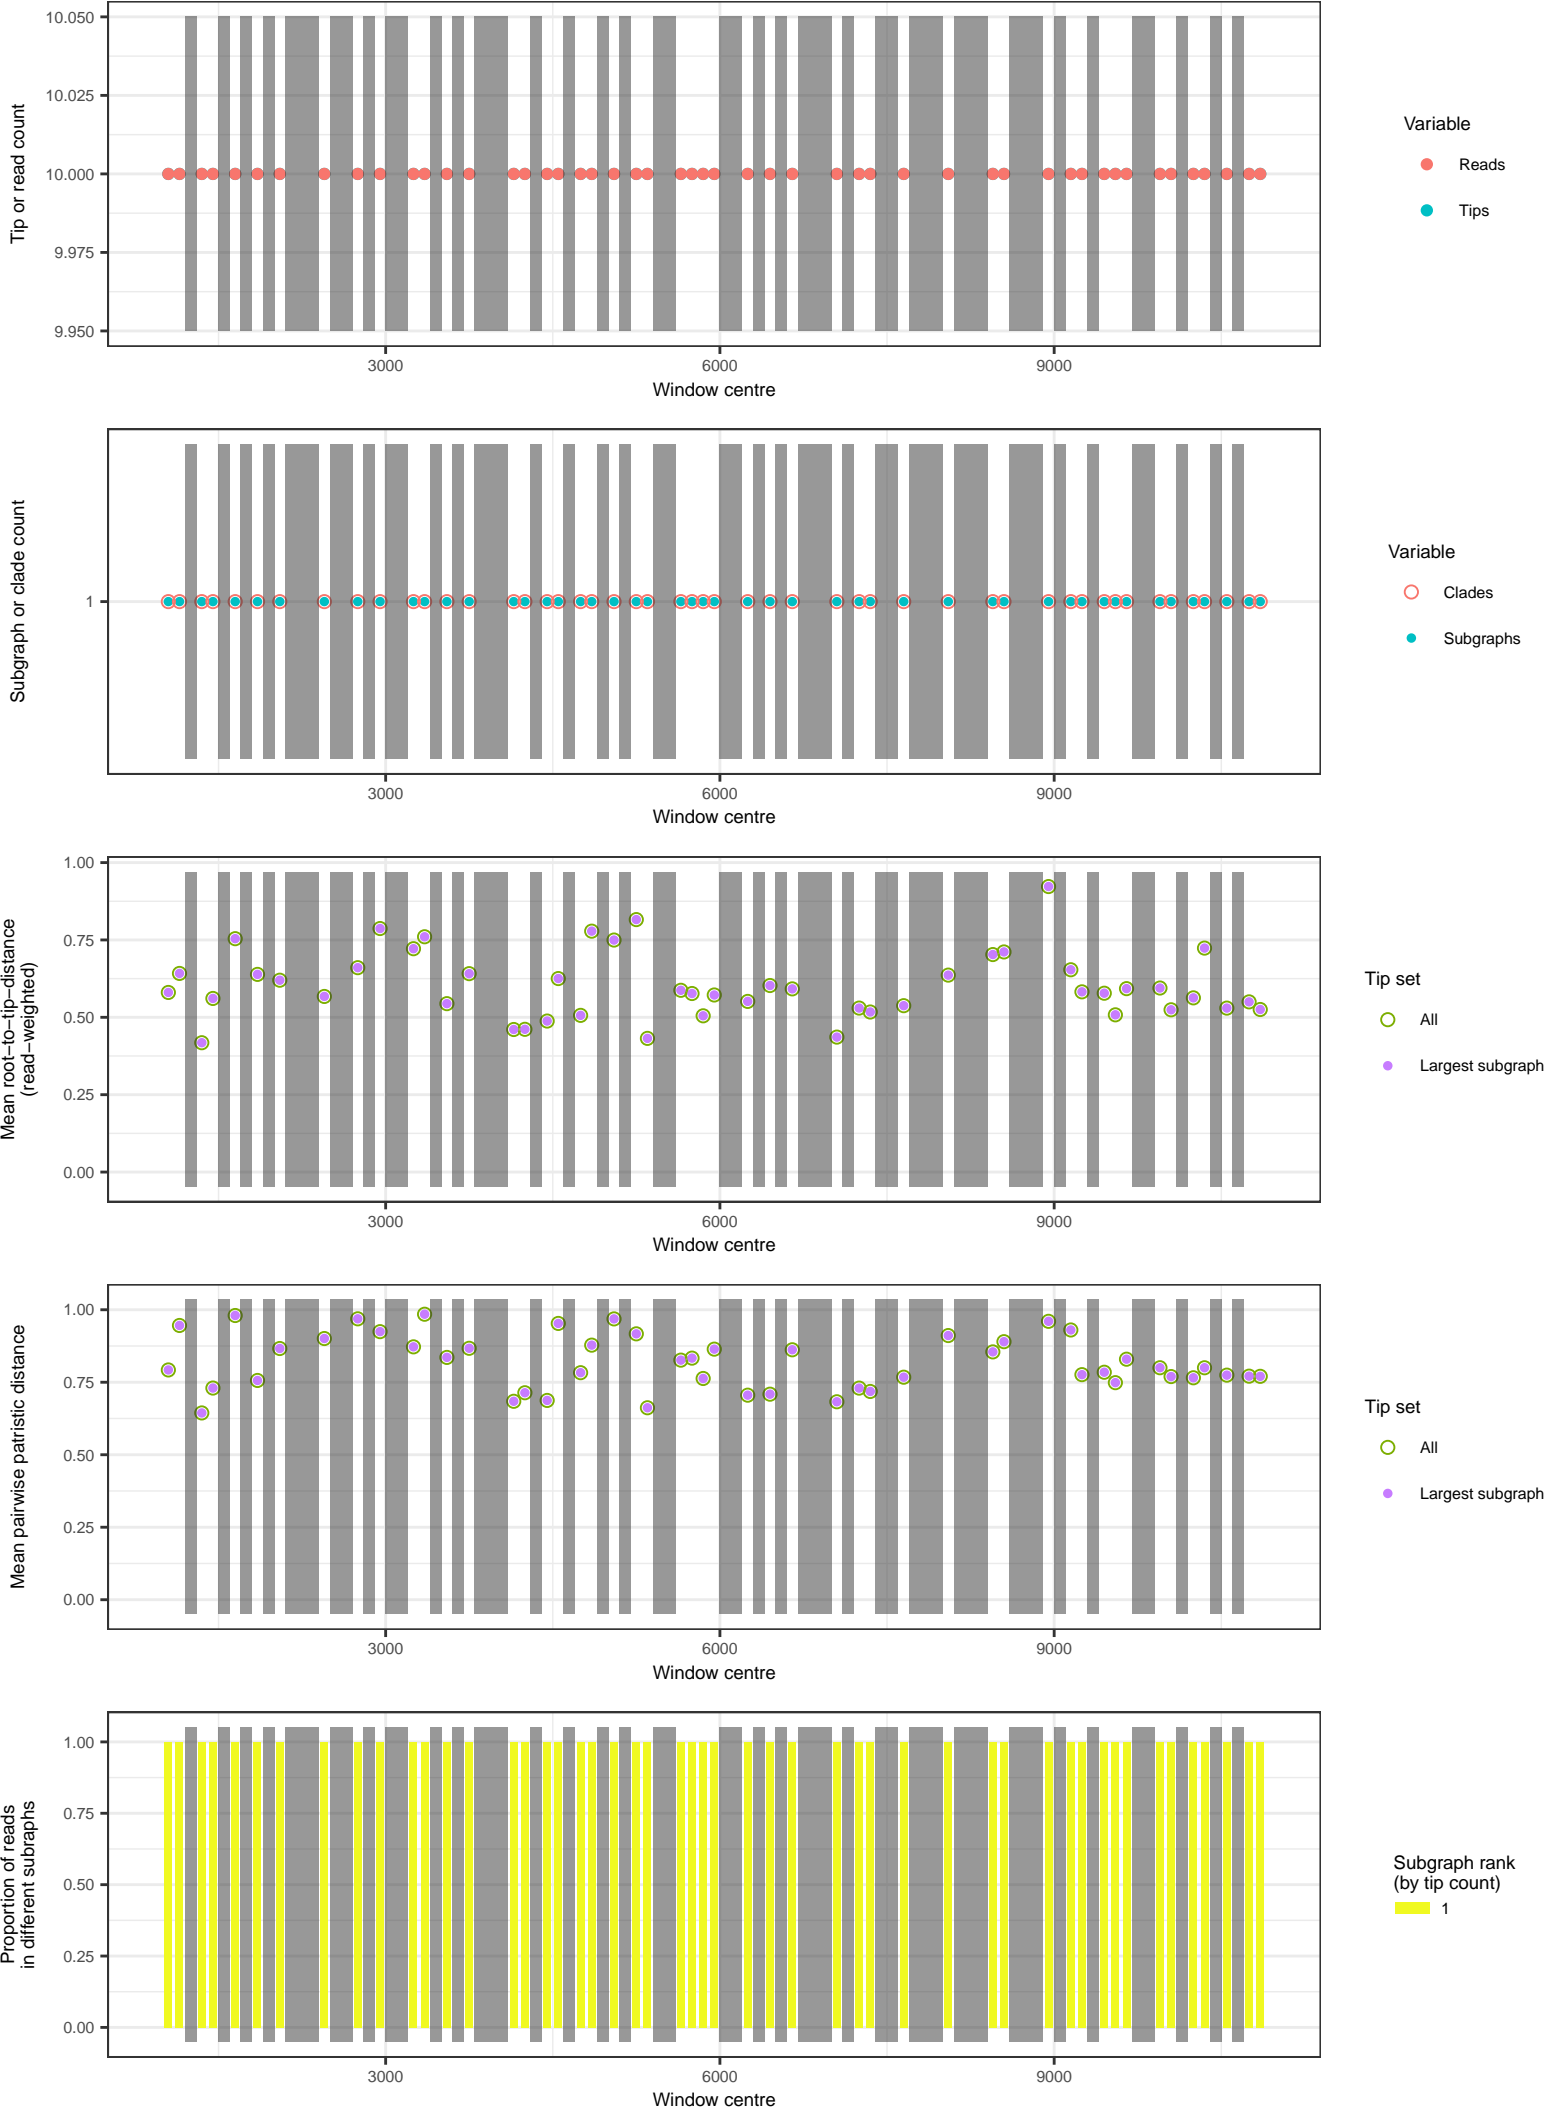 10.050
10.025
10.000
9.975
9.950
Tip or read count
3000
6000
9000
Window centre
Variable
Reads
Tips
1
Subgraph or clade count
3000
6000
9000
Window centre
Variable
Clades
Subgraphs
1.00
0.75
0.50
0.25
0.00
Mean root−to−tip−distance
(read−weighted)
3000
6000
9000
Window centre
Tip set
All
Largest subgraph
1.00
0.75
0.50
0.25
0.00
Mean pairwise patristic distance
3000
6000
9000
Window centre
Tip set
All
Largest subgraph
1.00
0.75
0.50
0.25
0.00
Proportion of reads
in different subraphs
3000
6000
9000
Window centre
Subgraph rank
(by tip count)
1